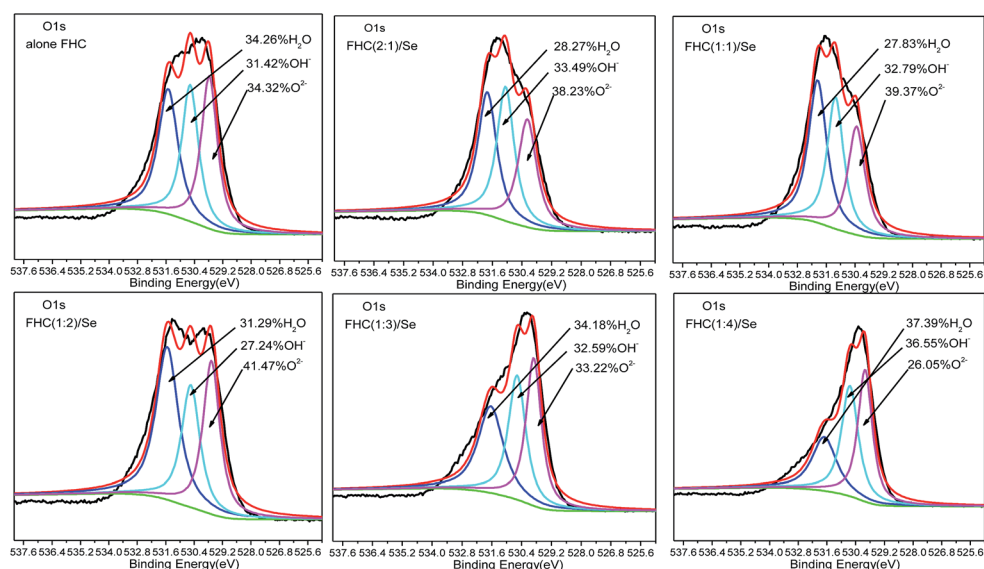 O1s
alone FHC
34.26%H₂O
31.42%OH⁻
34.32%O²⁻
537.6 536.4 535.2 532.8 531.6 530.4 529.2 528.0 526.8 525.6
Binding Energy(eV)
O1s
FHC(2:1)/Se
28.27%H₂O
33.49%OH⁻
38.23%O²⁻
537.6 536.4 535.2 534.0 532.8 531.6 530.4 529.2 528.0 526.8 525.6
Binding Energy(eV)
O1s
FHC(1:1)/Se
27.83%H₂O
32.79%OH⁻
39.37%O²⁻
537.6 536.4 535.2 534.0 532.8 531.6 530.4 529.2 528.0 526.8 525.6
Binding Energy(eV)
O1s
FHC(1:2)/Se
31.29%H₂O
27.24%OH⁻
41.47%O²⁻
537.6 536.4 535.2 534.0 532.8 531.6 530.4 529.2 528.0 526.8 525.6
Binding Energy(eV)
O1s
FHC(1:3)/Se
34.18%H₂O
32.59%OH⁻
33.22%O²⁻
537.6 536.4 535.2 534.0 532.8 531.6 530.4 529.2 528.0 526.8 525.6
Binding Energy(eV)
O1s
FHC(1:4)/Se
37.39%H₂O
36.55%OH⁻
26.05%O²⁻
537.6 536.4 535.2 534.0 532.8 531.6 530.4 529.2 528.0 526.8 525.6
Binding Energy(eV)